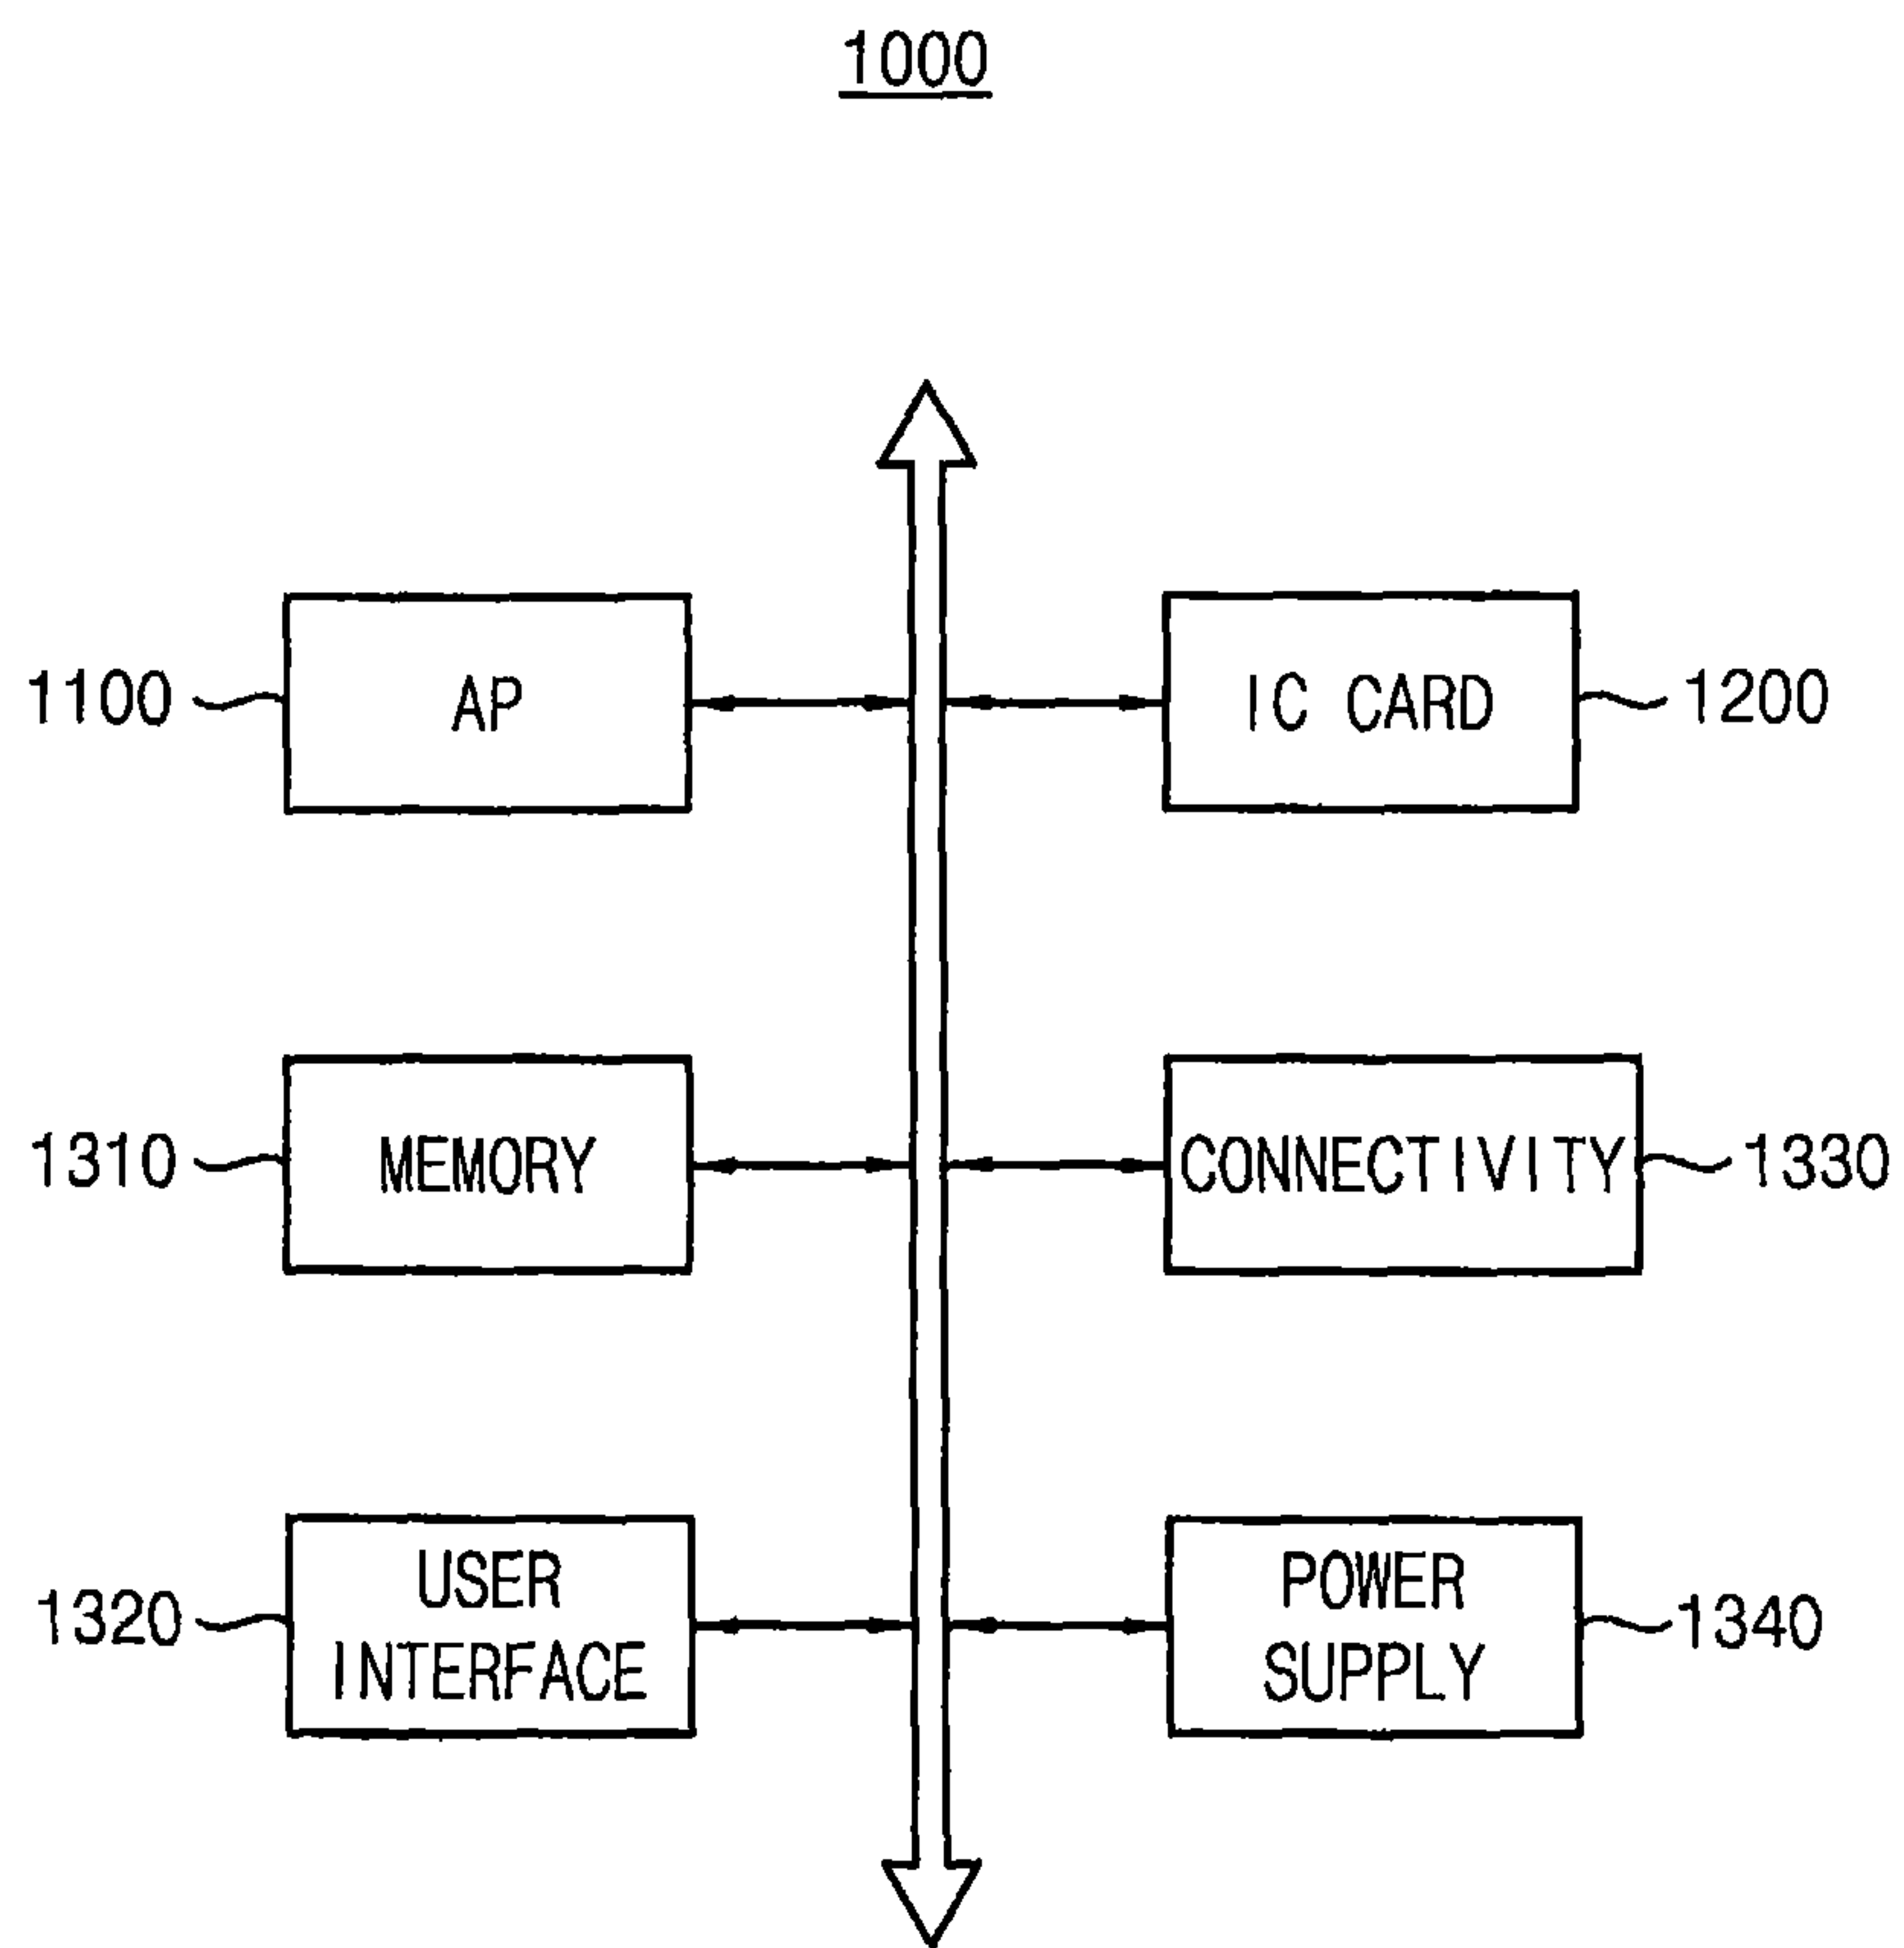 1000
1100
AP
IC CARD
1200
1310
MEMORY
CONNECTIVITY
1330
1320
USER
INTERFACE
POWER
SUPPLY
1340